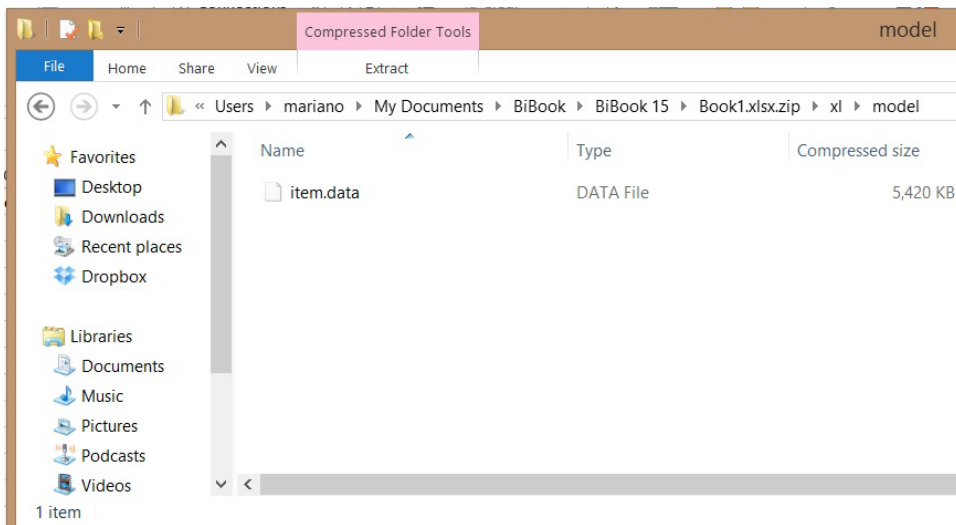 Compressed Folder Tools
model
File Home Share View Extract
« Users mariano My Documents BiBook BiBook 15 Book1.xlsx.zip xl model
Name Type Compressed size
item.data DATA File 5,420 KB
Favorites
Desktop
Downloads
Recent places
Dropbox
Libraries
Documents
Music
Pictures
Podcasts
Videos
1 item